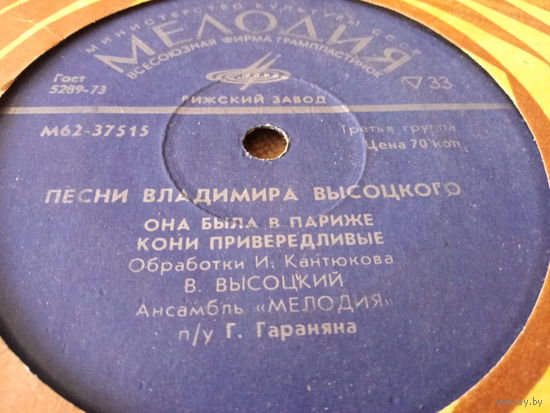 МИНИСТЕРСТВО КУЛЬТУРЫ СССР
МЕЛОДИЯ
ВСЕСОЮЗНАЯ ФИРМА ГРАМПЛАСТИНОК
Гост
5289-73
33
РИЖСКИЙ ЗАВОД
М62-37515
Третья группа
Цена 70 коп.
ПЕСНИ ВЛАДИМИРА ВЫСОЦКОГО
ОНА БЫЛА В ПАРИЖЕ
КОНИ ПРИВЕРЕДЛИВЫЕ
Обработки И. Кантюкова
В. ВЫСОЦКИЙ
Ансамбль «МЕЛОДИЯ»
п/у Г. Гараняна